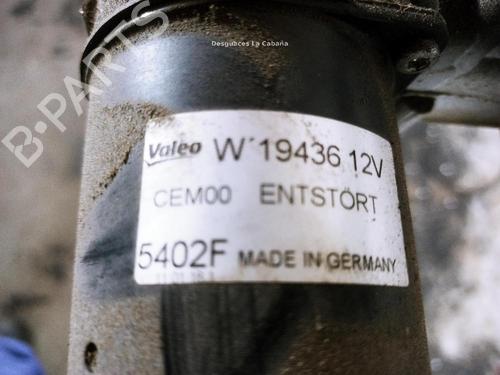 Desguaces La Cabaña
B-PARTS
Valeo W 19436 12V
CEM00 ENTSTÖRT
5402F MADE IN GERMANY